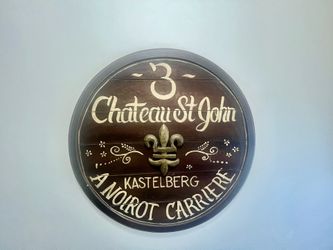 -3-
Chateau St John
KASTELBERG
A NOIROT CARRIERE